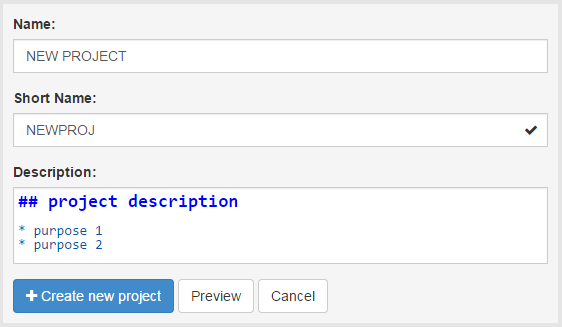 Name:
NEW PROJECT
Short Name:
NEWPROJ
Description:
## project description
* purpose 1
* purpose 2
Create new project Preview Cancel